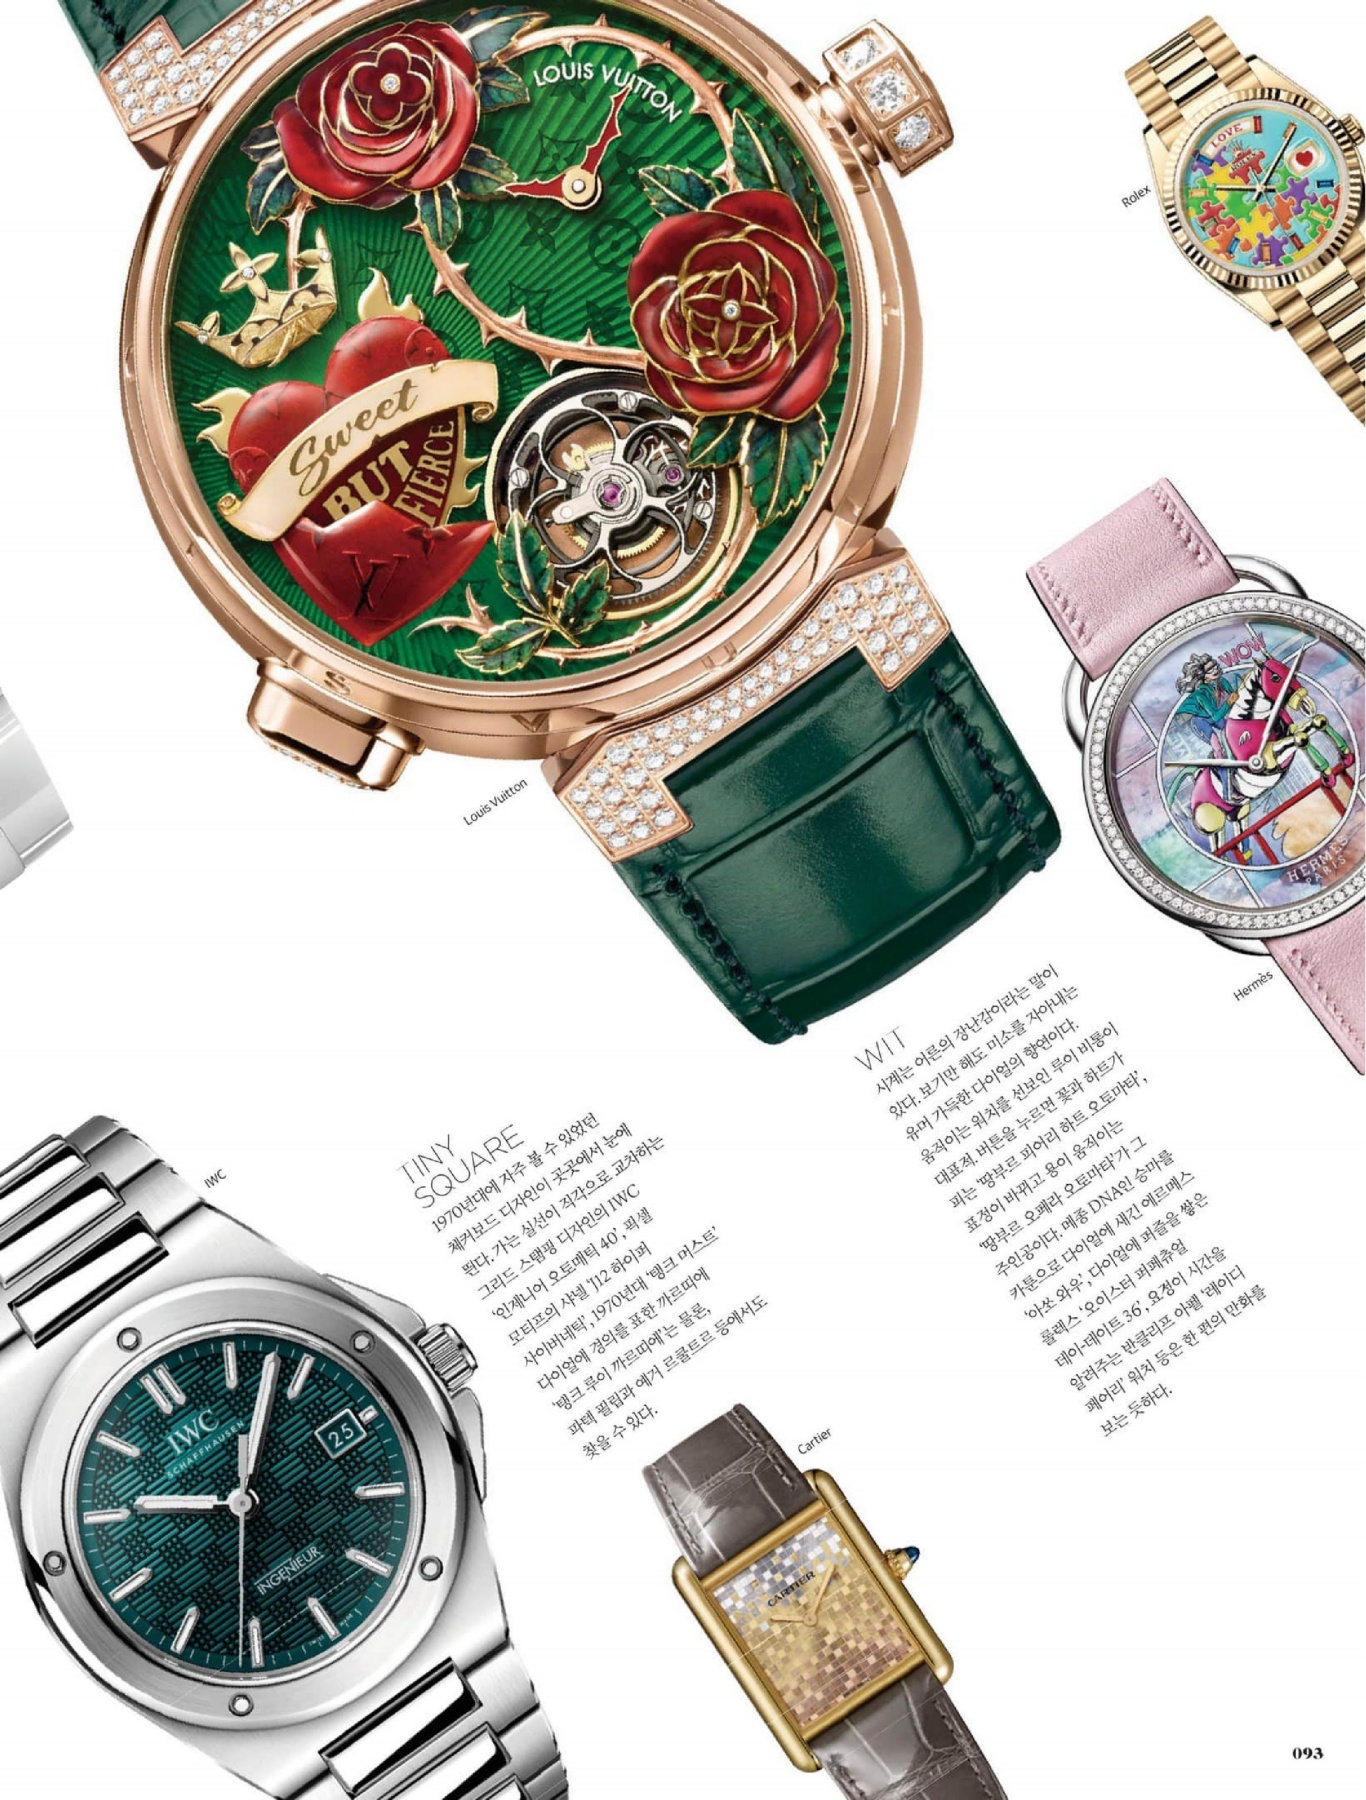 LOUIS VUITTON
Sweet
BUT
FIERCE
Louis Vuitton
LOVE
ROLEX
Rolex
WOW
HERMÈS
PARIS
Hermès
WIT
시계는 어른의 장난감이라는 말이
있다. 보기만 해도 미소를 자아내는
유머 가득한 다이얼의 향연이다.
움직이는 워치를 선보인 루이 비통이
대표적. 버튼을 누르면 꽃과 하트가
피는 ‘땅부르 피어리 하트 오토마타’,
표정이 바뀌고 용이 움직이는
‘땅부르 오페라 오토마타’가 그
주인공이다. 메종 DNA인 승마를
카툰으로 다이얼에 새긴 에르메스
‘아쏘 와우’, 다이얼에 퍼즐을 쌓은
롤렉스 ‘오이스터 퍼페츄얼
데이-데이트 36’, 요정이 시간을
알려주는 반클리프 아펠 ‘레이디
페어리’ 워치 등은 한 편의 만화를
보는 듯하다.
TINY
SQUARE
1970년대에 자주 볼 수 있었던
체커보드 디자인이 곳곳에서 눈에
띈다. 가는 실선이 직각으로 교차하는
그리드 스탬핑 디자인의 IWC
‘인제니어 오토매틱 40’, 픽셀
모티프의 샤넬 ‘J12 하이퍼
사이버네틱’, 1970년대 ‘탱크 머스트’
다이얼에 경의를 표한 까르띠에
‘탱크 루이 까르띠에’는 물론,
파텍 필립과 예거 르쿨트르 등에서도
찾을 수 있다.
IWC
IWC
SCHAFFHAUSEN
25
INGENIEUR
Cartier
CARTIER
093